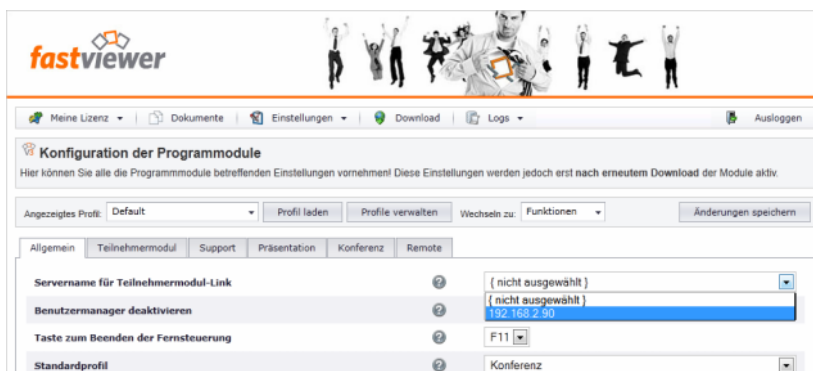 fastviewer
Meine Lizenz Dokumente Einstellungen Download Logs Ausloggen
Konfiguration der Programmodule
Hier können Sie alle die Programmmodule betreffenden Einstellungen vornehmen! Diese Einstellungen werden jedoch erst nach erneutem Download der Module aktiv.
Angezeigtes Profil: Default Profil laden Profile verwalten Wechseln zu: Funktionen Änderungen speichern
Allgemein Teilnehmermodul Support Präsentation Konferenz Remote
Servername für Teilnehmermodul-Link ? { nicht ausgewählt }
{ nicht ausgewählt }
Benutzermanager deaktivieren ? 192.168.2.90
Taste zum Beenden der Fernsteuerung ? F11
Standardprofil ? Konferenz